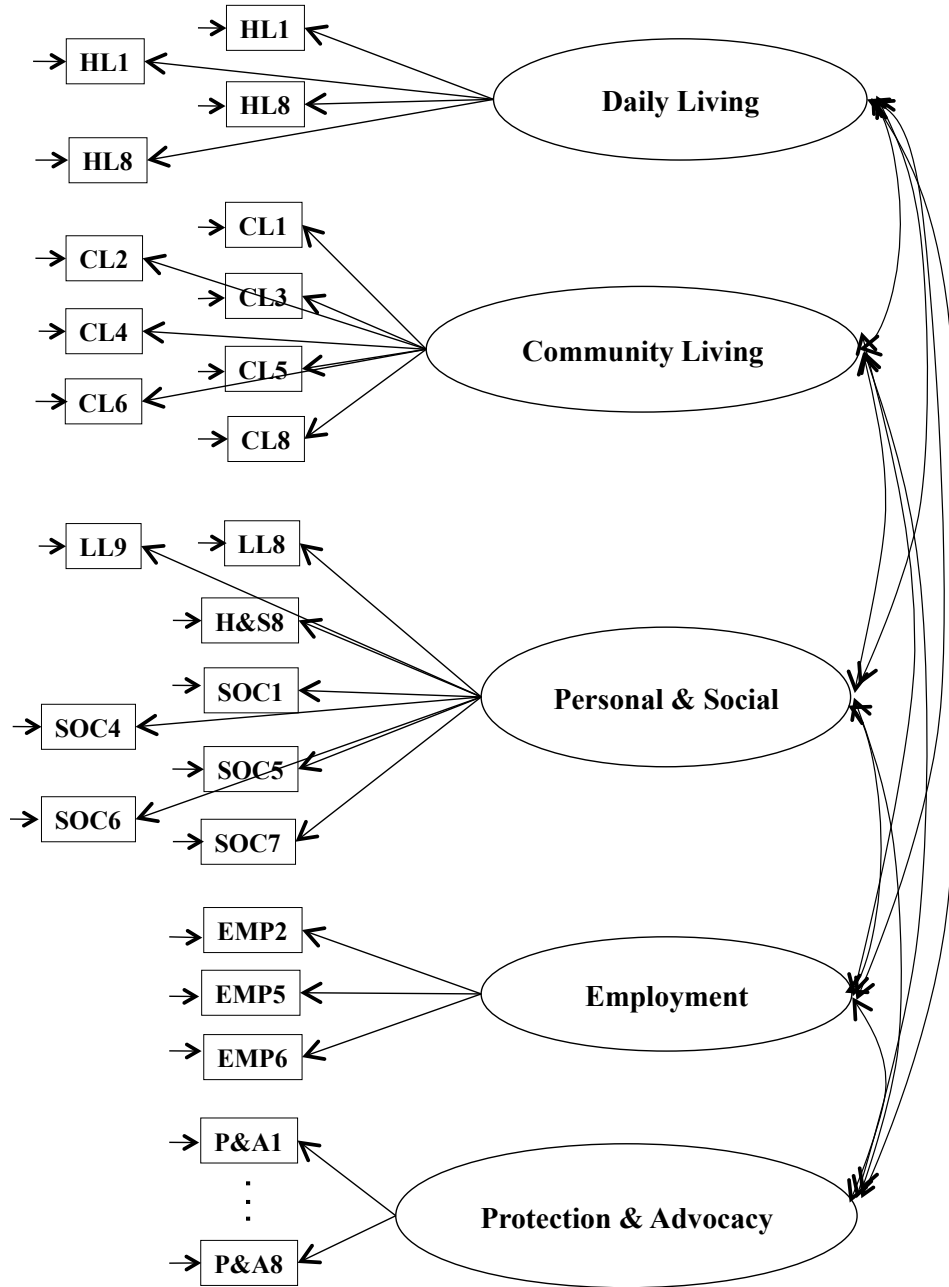 HL1
HL1
Daily Living
HL8
HL8
CL1
CL2
CL3
CL4
Community Living
CL5
CL6
CL8
LL9
LL8
H&S8
SOC1
Personal & Social
SOC4
SOC5
SOC6
SOC7
EMP2
EMP5
Employment
EMP6
P&A1
Protection & Advocacy
P&A8